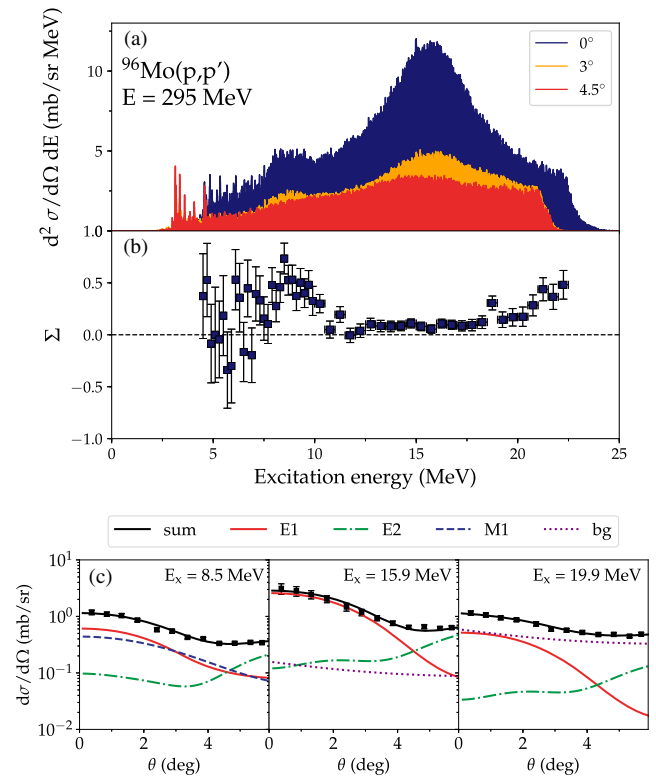 (a)
⁹⁶Mo(p,p′)
E = 295 MeV
0°
3°
4.5°
d² σ/dΩ dE (mb/sr MeV)
10
5
1.0
(b)
1.0
0.5
0.0
−0.5
−1.0
Σ
0 5 10 15 20 25
Excitation energy (MeV)
sum E1 E2 M1 bg
(c)
Eₓ = 8.5 MeV
Eₓ = 15.9 MeV
Eₓ = 19.9 MeV
dσ/dΩ (mb/sr)
10¹
10⁰
10⁻¹
10⁻²
0 2 4 0 2 4 0 2 4
θ (deg) θ (deg) θ (deg)